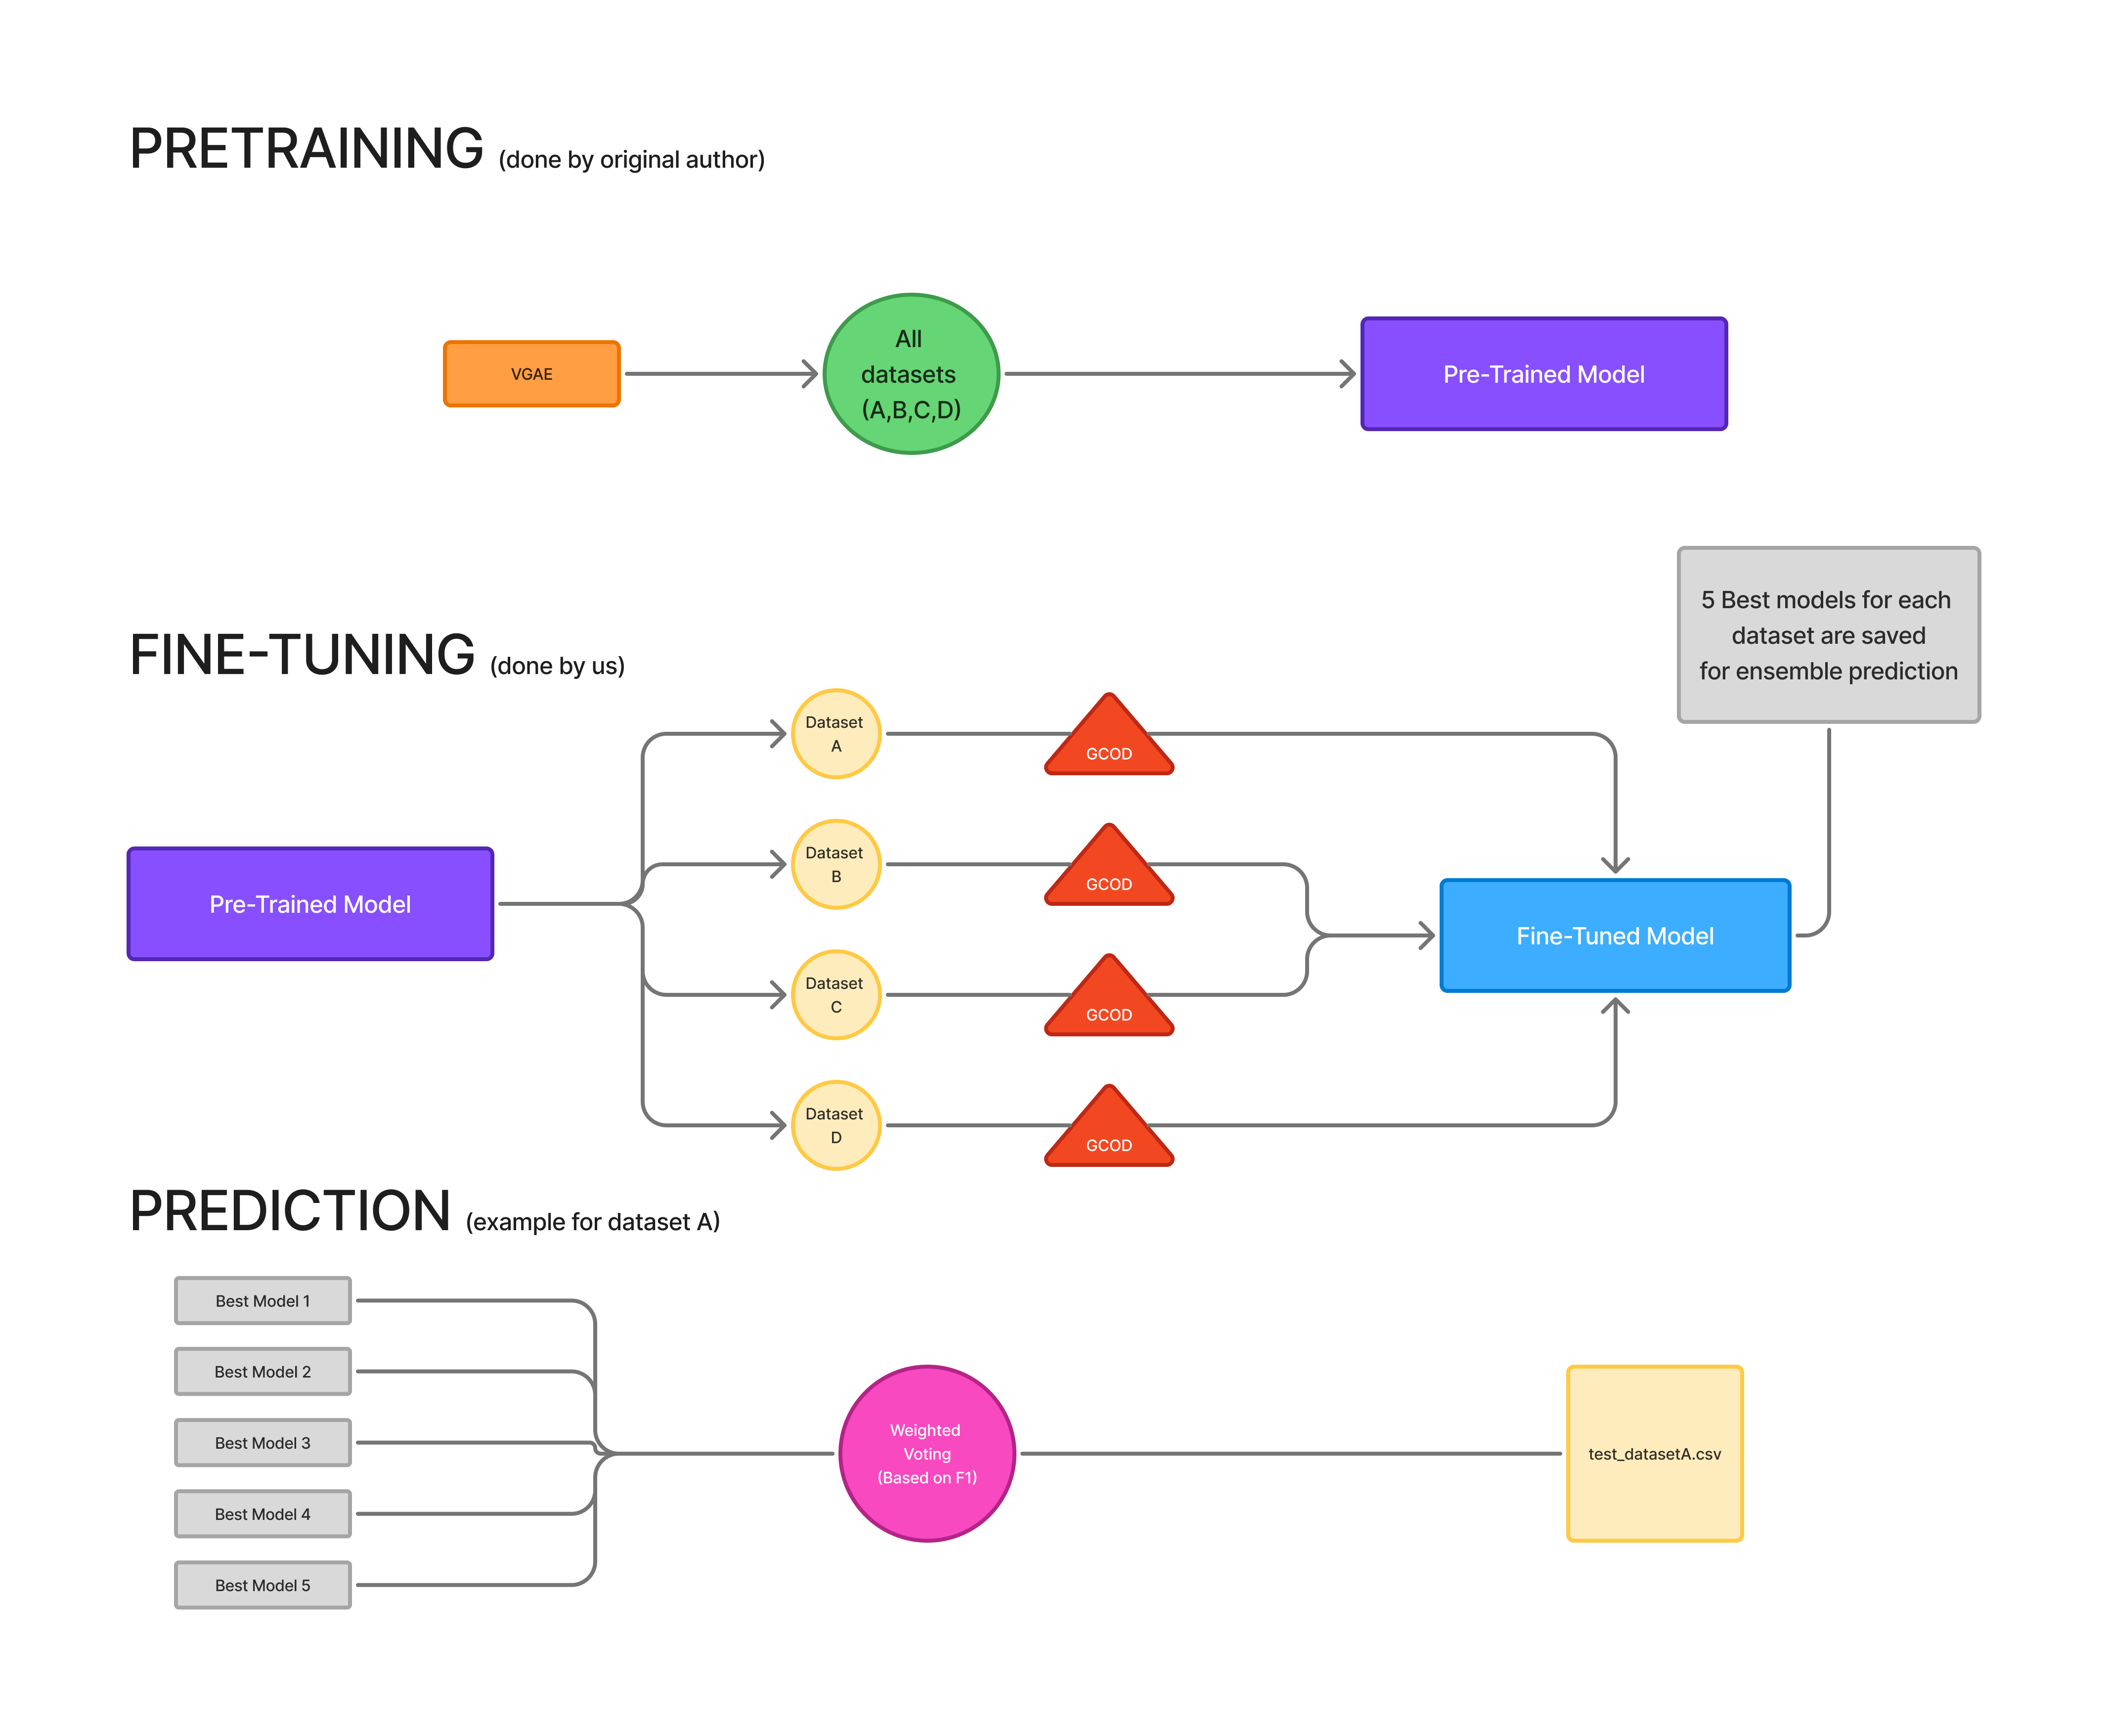 PRETRAINING (done by original author)
VGAE
All
datasets
(A,B,C,D)
Pre-Trained Model
5 Best models for each
dataset are saved
for ensemble prediction
FINE-TUNING (done by us)
Pre-Trained Model
Dataset
A
GCOD
Dataset
B
GCOD
Dataset
C
GCOD
Dataset
D
GCOD
Fine-Tuned Model
PREDICTION (example for dataset A)
Best Model 1
Best Model 2
Best Model 3
Best Model 4
Best Model 5
Weighted
Voting
(Based on F1)
test_datasetA.csv